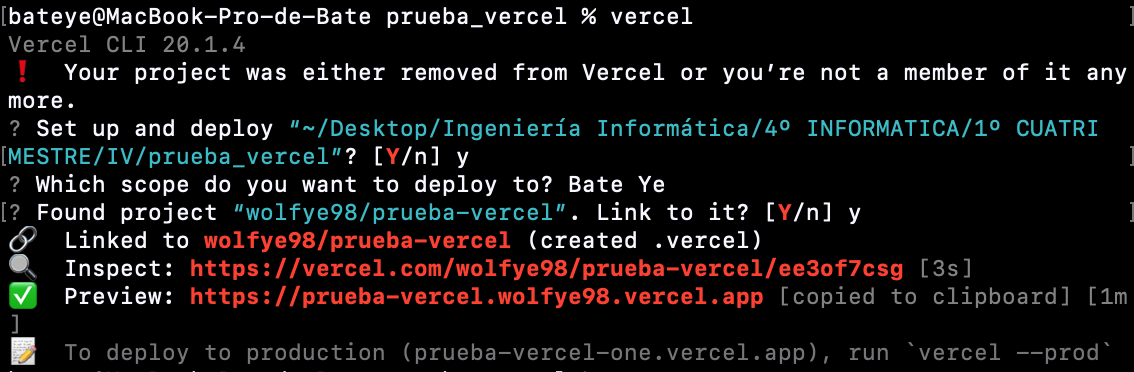 [bateye@MacBook-Pro-de-Bate prueba_vercel % vercel ]
Vercel CLI 20.1.4
❗ Your project was either removed from Vercel or you’re not a member of it any
more.
? Set up and deploy “~/Desktop/Ingeniería Informática/4º INFORMATICA/1º CUATRI
[MESTRE/IV/prueba_vercel”? [Y/n] y ]
? Which scope do you want to deploy to? Bate Ye
[? Found project “wolfye98/prueba-vercel”. Link to it? [Y/n] y ]
🔗 Linked to wolfye98/prueba-vercel (created .vercel)
🔍 Inspect: https://vercel.com/wolfye98/prueba-vercel/ee3of7csg [3s]
✅ Preview: https://prueba-vercel.wolfye98.vercel.app [copied to clipboard] [1m
]
📝 To deploy to production (prueba-vercel-one.vercel.app), run `vercel --prod`